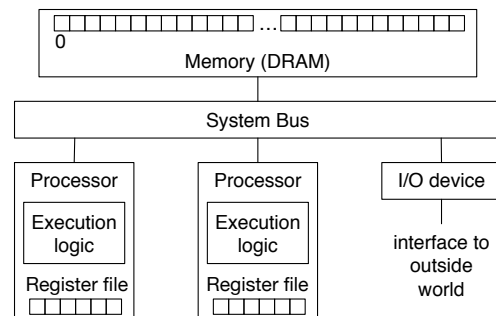 ...
0
Memory (DRAM)
System Bus
Processor
Execution
logic
Register file
Processor
Execution
logic
Register file
I/O device
interface to
outside
world